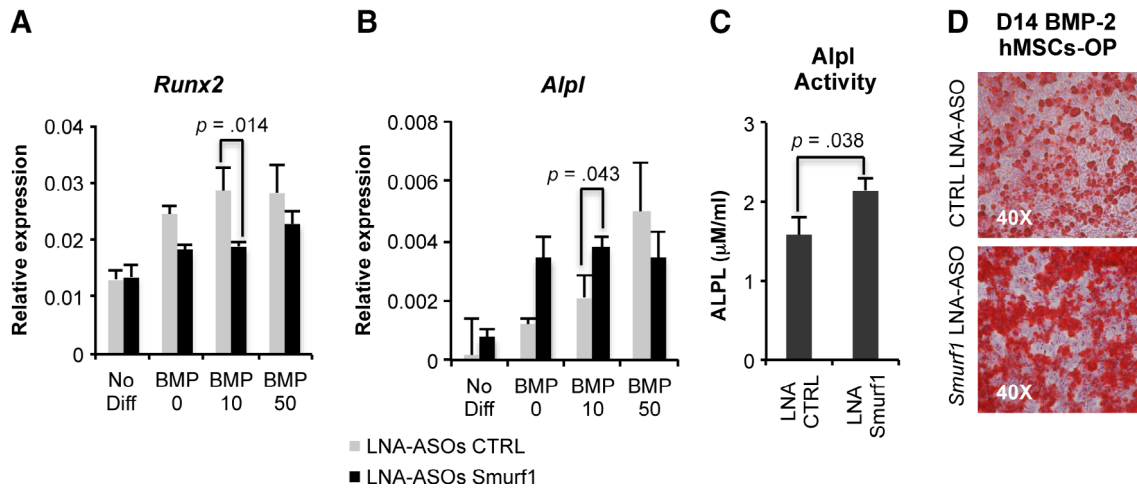 A
Runx2
Relative expression
0.04
0.03
0.02
0.01
0
p = .014
No Diff
BMP 0
BMP 10
BMP 50
B
Alpl
Relative expression
0.008
0.006
0.004
0.002
0
p = .043
No Diff
BMP 0
BMP 10
BMP 50
LNA-ASOs CTRL
LNA-ASOs Smurf1
C
Alpl
Activity
ALPL (μM/ml)
3
2
1
0
p = .038
LNA CTRL
LNA Smurf1
D
D14 BMP-2
hMSCs-OP
CTRL LNA-ASO
40X
Smurf1 LNA-ASO
40X